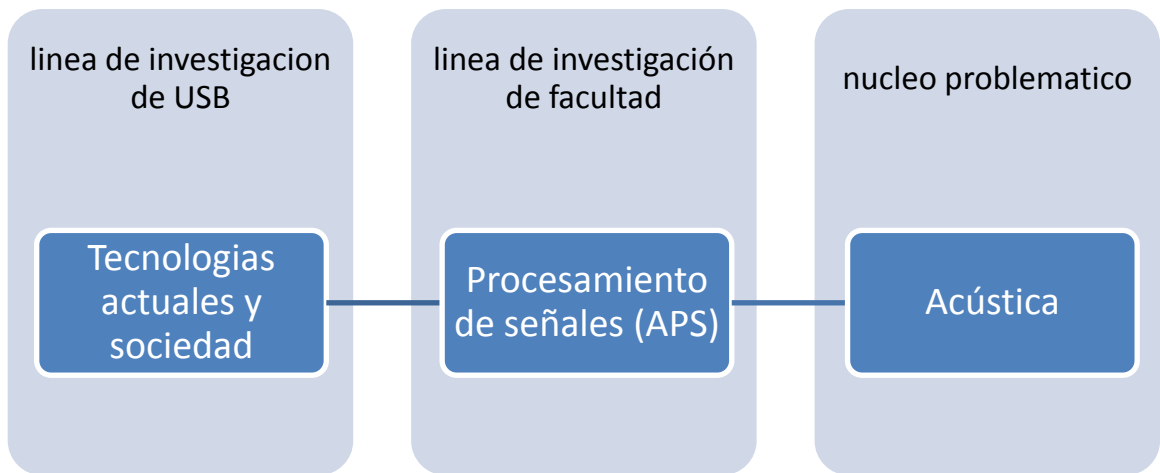 linea de investigacion
de USB
Tecnologias
actuales y
sociedad
linea de investigación
de facultad
Procesamiento
de señales (APS)
nucleo problematico
Acústica